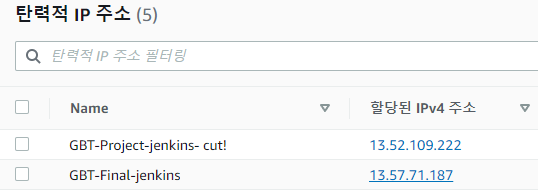 탄력적 IP 주소 (5)
탄력적 IP 주소 필터링
Name 할당된 IPv4 주소
GBT-Project-jenkins- cut! 13.52.109.222
GBT-Final-jenkins 13.57.71.187